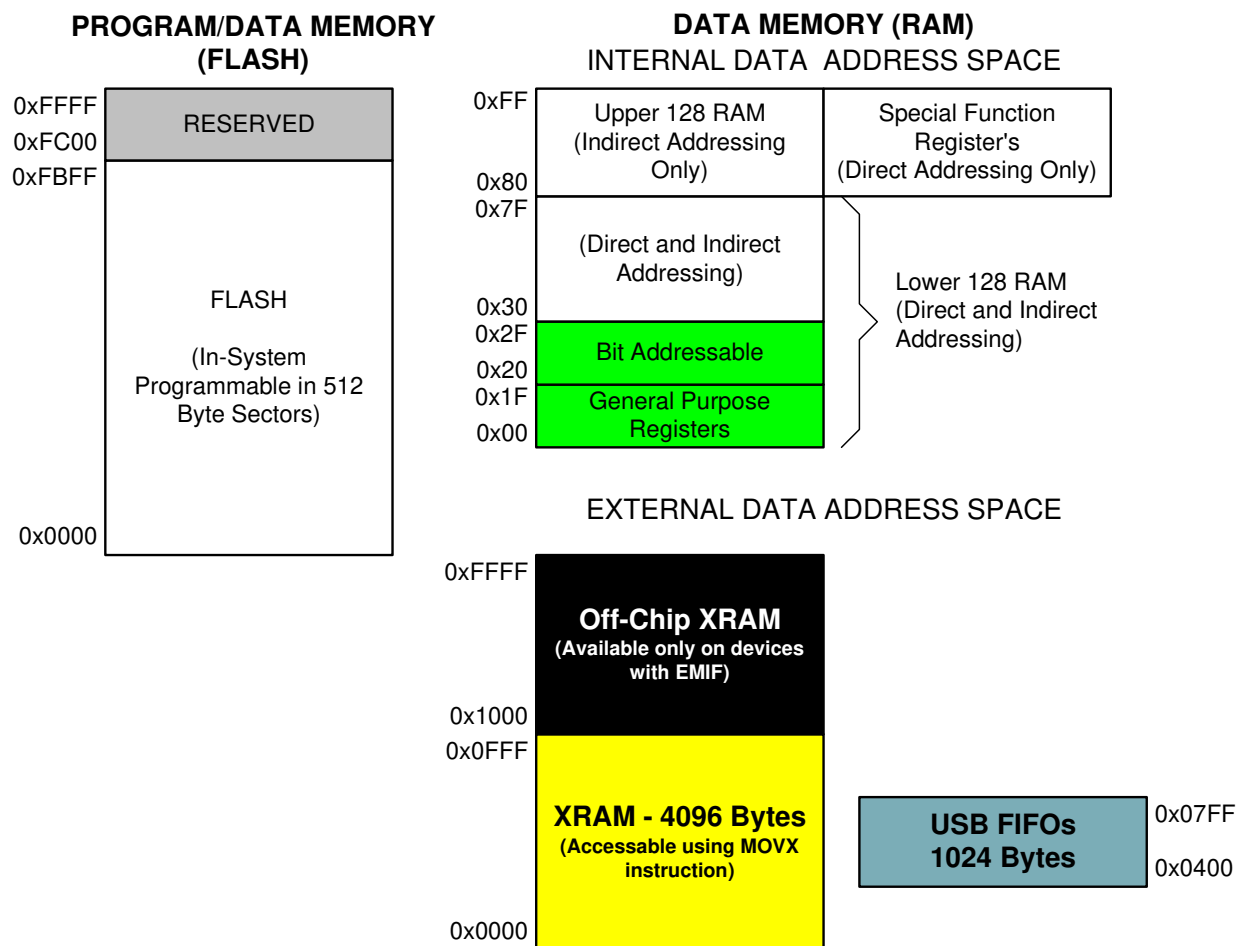 PROGRAM/DATA MEMORY
(FLASH)
0xFFFF
RESERVED
0xFC00
0xFBFF
FLASH
(In-System
Programmable in 512
Byte Sectors)
0x0000
DATA MEMORY (RAM)
INTERNAL DATA ADDRESS SPACE
0xFF
Upper 128 RAM
(Indirect Addressing
Only)
0x80
Special Function
Register's
(Direct Addressing Only)
0x7F
(Direct and Indirect
Addressing)
0x30
Lower 128 RAM
(Direct and Indirect
Addressing)
0x2F
Bit Addressable
0x20
0x1F
General Purpose
Registers
0x00
EXTERNAL DATA ADDRESS SPACE
0xFFFF
Off-Chip XRAM
(Available only on devices
with EMIF)
0x1000
0x0FFF
XRAM - 4096 Bytes
(Accessable using MOVX
instruction)
0x0000
USB FIFOs
1024 Bytes
0x07FF
0x0400